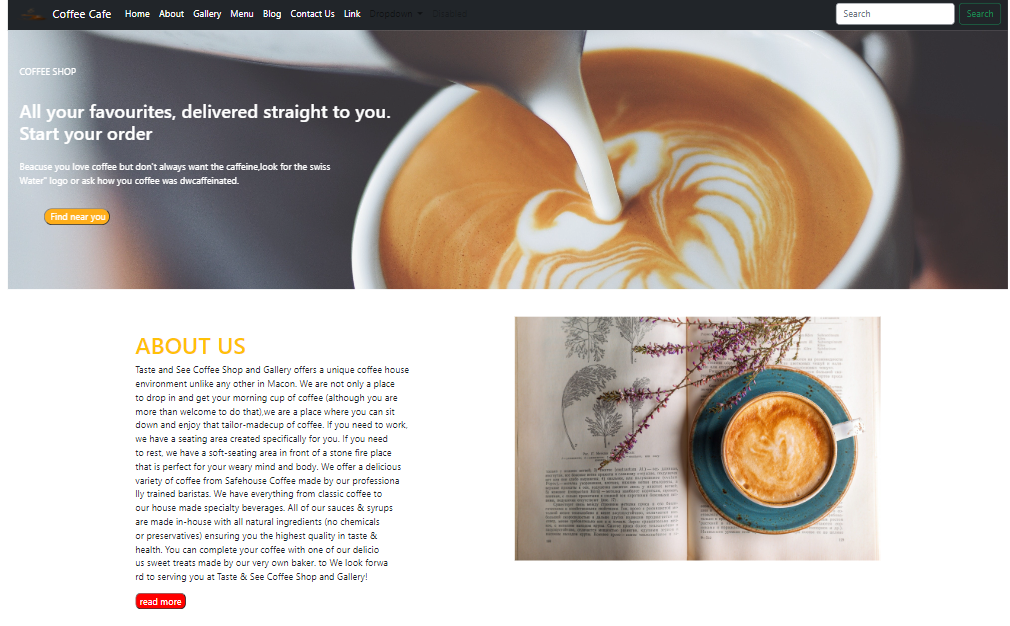 Coffee Cafe Home About Gallery Menu Blog Contact Us Link Dropdown Search Search
COFFEE SHOP
All your favourites, delivered straight to you.
Start your order
Beacuse you love coffee but don't always want the caffeine,look for the swiss
Water" logo or ask how you coffee was dwcaffeinated.
Find near you
ABOUT US
Taste and See Coffee Shop and Gallery offers a unique coffee house
environment unlike any other in Macon. We are not only a place
to drop in and get your morning cup of coffee (although you are
more than welcome to do that),we are a place where you can sit
down and enjoy that tailor-madecup of coffee. If you need to work,
we have a seating area created specifically for you. If you need
to rest, we have a soft-seating area in front of a stone fire place
that is perfect for your weary mind and body. We offer a delicious
variety of coffee from Safehouse Coffee made by our professiona
lly trained baristas. We have everything from classic coffee to
our house made specialty beverages. All of our sauces & syrups
are made in-house with all natural ingredients (no chemicals
or preservatives) ensuring you the highest quality in taste &
health. You can complete your coffee with one of our delicio
us sweet treats made by our very own baker. to We look forwa
rd to serving you at Taste & See Coffee Shop and Gallery!
read more